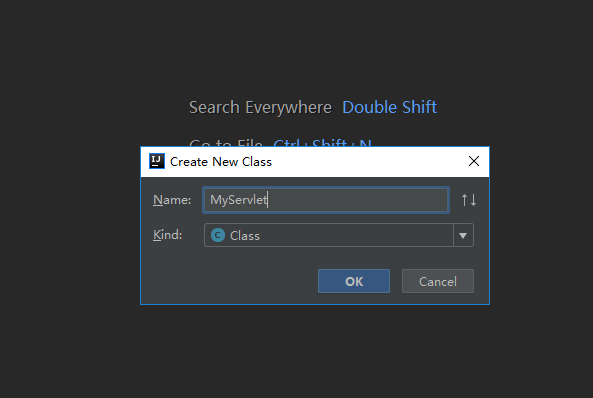 Search Everywhere Double Shift
Go to File Ctrl+Shift+N
IJ
Create New Class
Name: MyServlet
Kind: C Class
OK Cancel